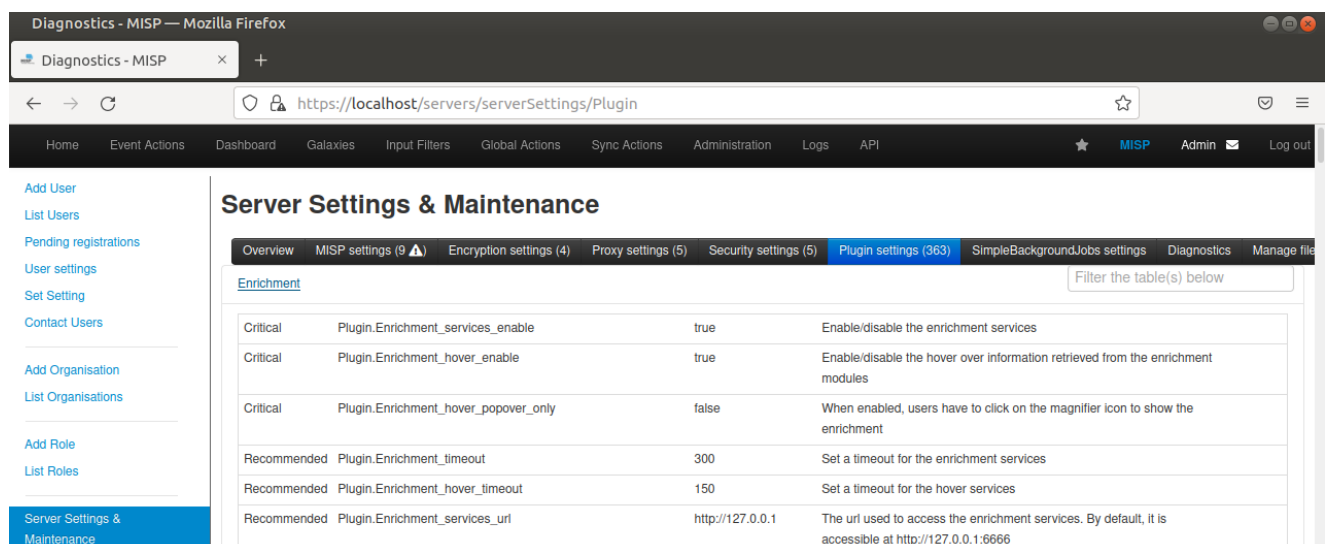 Diagnostics - MISP — Mozilla Firefox
Diagnostics - MISP × +
https://localhost/servers/serverSettings/Plugin
Home Event Actions Dashboard Galaxies Input Filters Global Actions Sync Actions Administration Logs API MISP Admin Log out
Add User
List Users
Pending registrations
User settings
Set Setting
Contact Users
Add Organisation
List Organisations
Add Role
List Roles
Server Settings &
Maintenance
Server Settings & Maintenance
Overview MISP settings (9 ⚠) Encryption settings (4) Proxy settings (5) Security settings (5) Plugin settings (363) SimpleBackgroundJobs settings Diagnostics Manage file
Enrichment Filter the table(s) below
Critical Plugin.Enrichment_services_enable true Enable/disable the enrichment services
Critical Plugin.Enrichment_hover_enable true Enable/disable the hover over information retrieved from the enrichment
modules
Critical Plugin.Enrichment_hover_popover_only false When enabled, users have to click on the magnifier icon to show the
enrichment
Recommended Plugin.Enrichment_timeout 300 Set a timeout for the enrichment services
Recommended Plugin.Enrichment_hover_timeout 150 Set a timeout for the hover services
Recommended Plugin.Enrichment_services_url http://127.0.0.1 The url used to access the enrichment services. By default, it is
accessible at http://127.0.0.1:6666